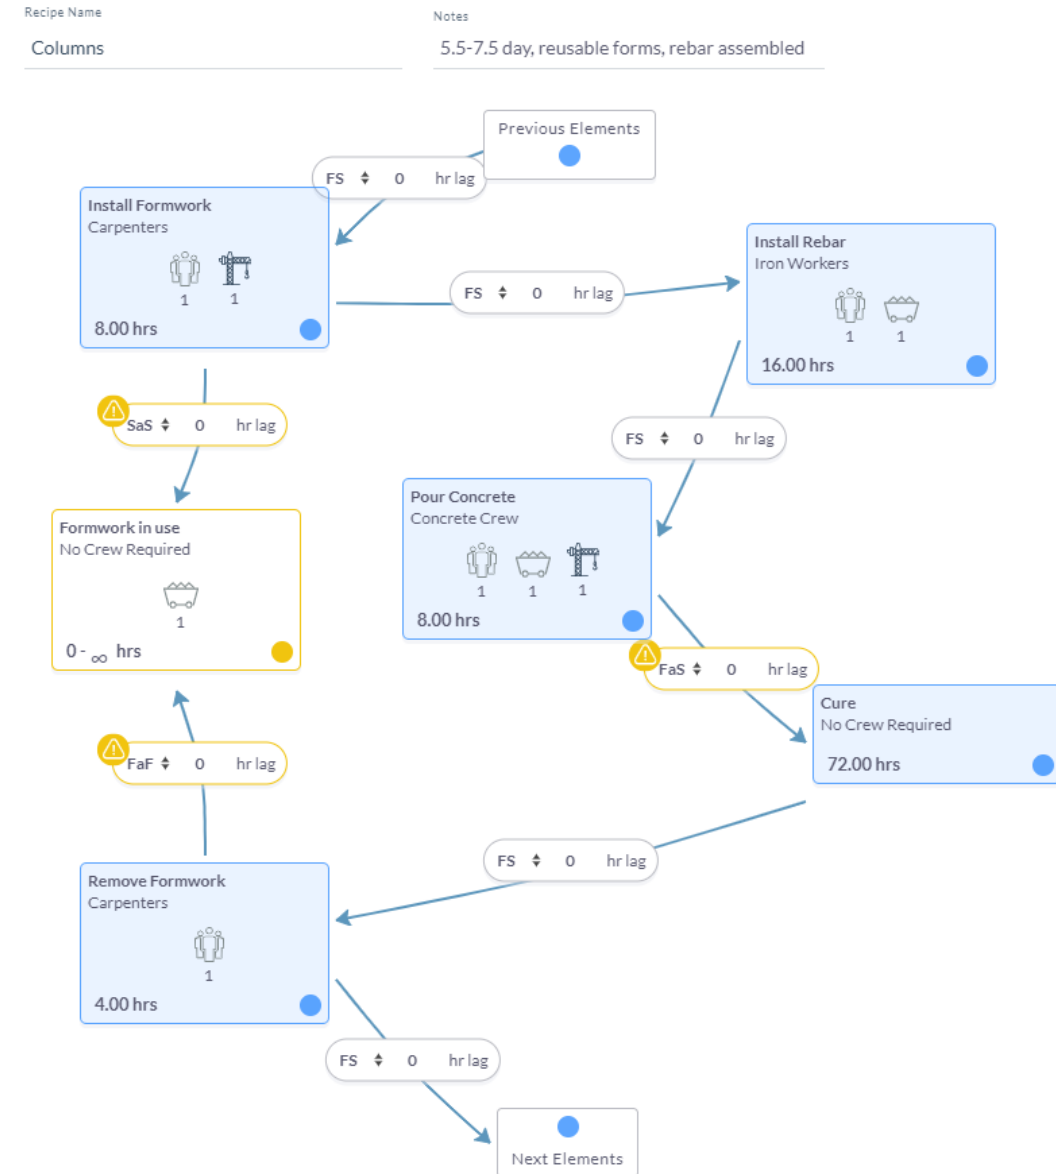 Recipe Name
Columns
Notes
5.5-7.5 day, reusable forms, rebar assembled
Previous Elements
FS 0 hr lag
Install Formwork
Carpenters
1 1
8.00 hrs
FS 0 hr lag
Install Rebar
Iron Workers
1 1
16.00 hrs
SaS 0 hr lag
FS 0 hr lag
Formwork in use
No Crew Required
1
0 - ∞ hrs
Pour Concrete
Concrete Crew
1 1 1
8.00 hrs
FaS 0 hr lag
Cure
No Crew Required
72.00 hrs
FaF 0 hr lag
FS 0 hr lag
Remove Formwork
Carpenters
1
4.00 hrs
FS 0 hr lag
Next Elements